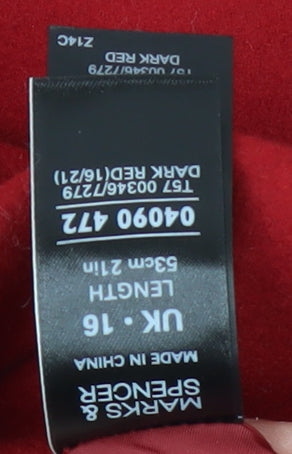 MARKS &
SPENCER
MADE IN CHINA
UK • 16
LENGTH
53cm 21in
04090 472
T57 00346/7279
DARK RED(16/21)
T57 00346/7279
DARK RED
Z14C